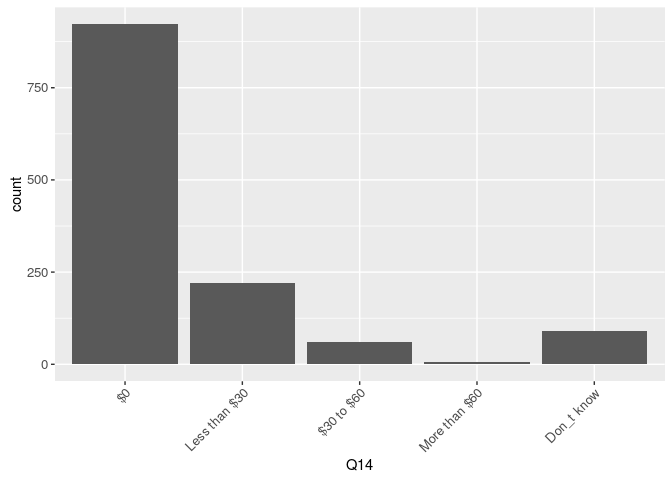 count
750
500
250
0
$0
Less than $30
$30 to $60
More than $60
Don_t know
Q14